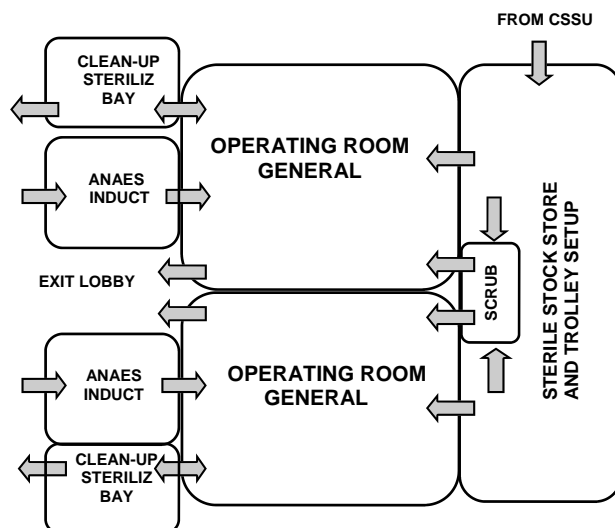 FROM CSSU
CLEAN-UP
STERILIZ
BAY
OPERATING ROOM
GENERAL
ANAES
INDUCT
EXIT LOBBY
SCRUB
STERILE STOCK STORE
AND TROLLEY SETUP
ANAES
INDUCT
OPERATING ROOM
GENERAL
CLEAN-UP
STERILIZ
BAY